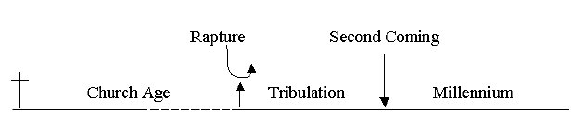 Rapture Second Coming
Church Age Tribulation Millennium